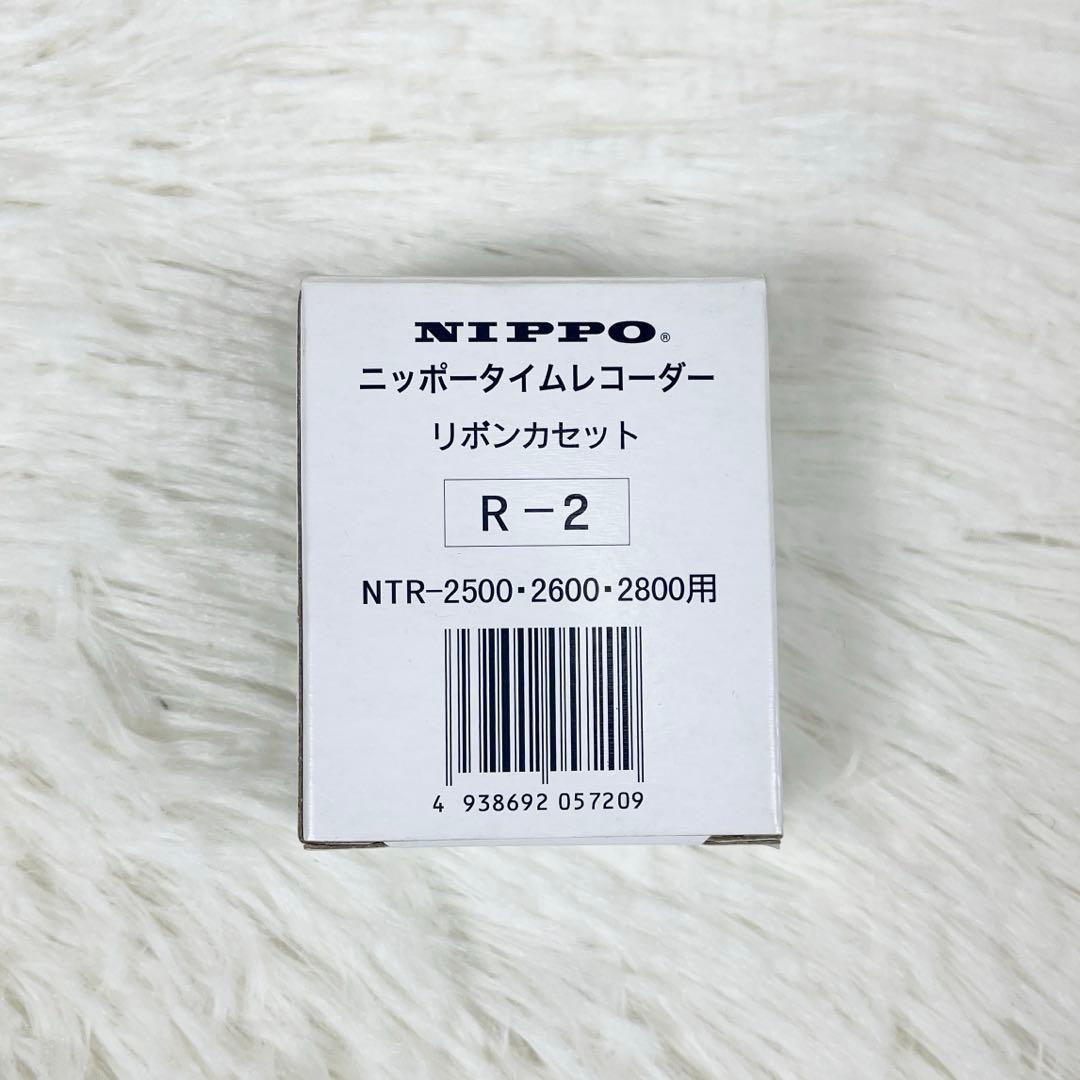 NIPPO®
ニッポータイムレコーダー
リボンカセット
R-2
NTR-2500・2600・2800用
4 938692 057209